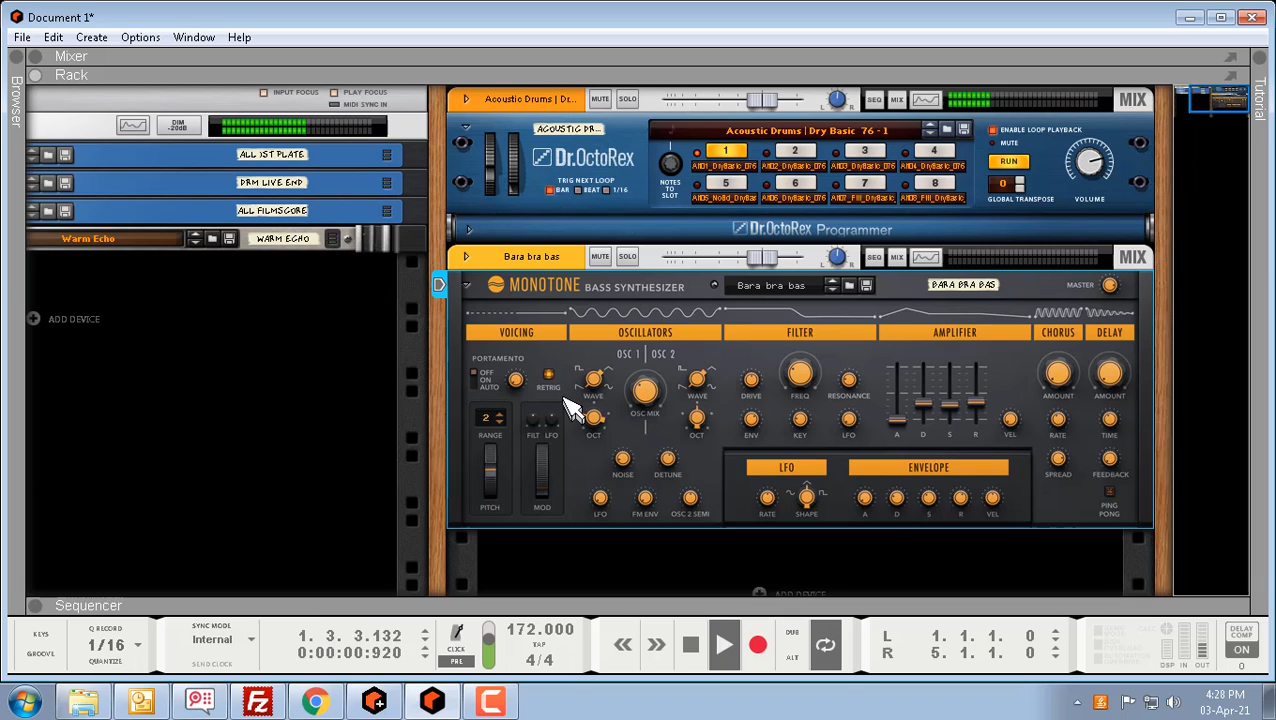 Document 1*
File Edit Create Options Window Help
Mixer
Rack
Browser
Tutorial
INPUT FOCUS PLAY FOCUS
MIDI SYNC IN
DIM
-20dB
ALL 1ST PLATE
DRM LIVE END
ALL FILMSCORE
Warm Echo WARM ECHO
ADD DEVICE
Acoustic Drums | Dr... MUTE SOLO L R SEQ MIX MIX
ACOUSTIC DR...
Dr.OctoRex
TRIG NEXT LOOP
BAR BEAT 1/16
NOTES
TO
SLOT
Acoustic Drums | Dry Basic 76 - 1
1 2 3 4
5 6 7 8
ENABLE LOOP PLAYBACK
MUTE
RUN
0
GLOBAL TRANSPOSE
VOLUME
Dr.OctoRex Programmer
Bara bra bas MUTE SOLO L R SEQ MIX MIX
MONOTONE BASS SYNTHESIZER Bara bra bas BARA BRA BAS MASTER
VOICING OSCILLATORS FILTER AMPLIFIER CHORUS DELAY
PORTAMENTO
OFF
ON
AUTO
RETRIG
OSC 1 OSC 2
WAVE OSC MIX WAVE
OCT OCT
2
RANGE
FILT LFO
PITCH MOD
NOISE DETUNE
LFO FM ENV OSC 2 SEMI
DRIVE FREQ RESONANCE
ENV KEY LFO
A D S R VEL
AMOUNT AMOUNT
RATE TIME
SPREAD FEEDBACK
PING
PONG
LFO ENVELOPE
RATE SHAPE A D S R VEL
ADD DEVICE
Sequencer
KEYS
GROOVE
Q RECORD
1/16
QUANTIZE
SYNC MODE
Internal
SEND CLOCK
1. 3. 3.132
0:00:00:920
CLICK
PRE
172.000
TAP
4/4
DUB
ALT
L 1. 1. 1. 0
R 5. 1. 1. 0
DSP IN OUT
DELAY
COMP
ON
0
4:28 PM
03-Apr-21